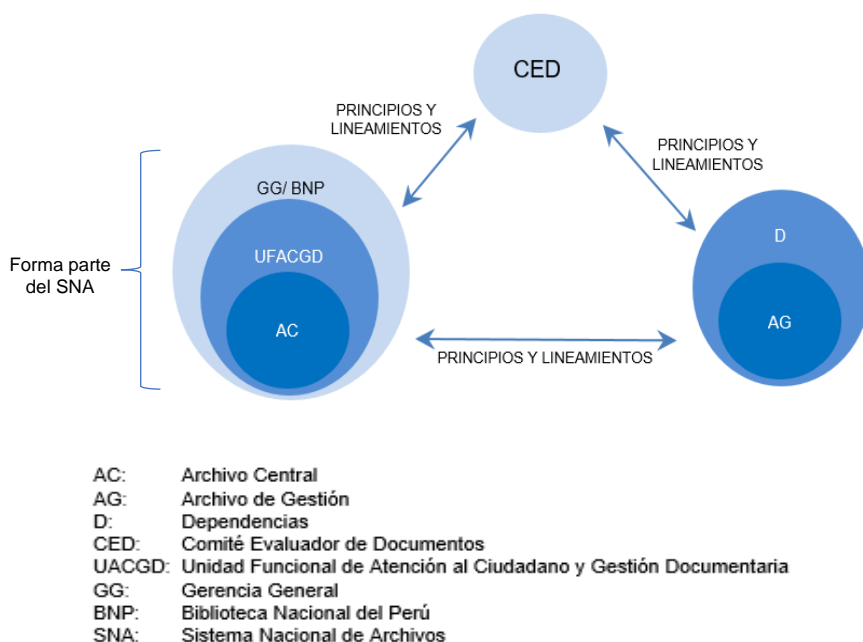 CED
PRINCIPIOS Y
LINEAMIENTOS
PRINCIPIOS Y
LINEAMIENTOS
GG/ BNP
UFACGD
AC
Forma parte
del SNA
D
AG
PRINCIPIOS Y LINEAMIENTOS
AC: Archivo Central
AG: Archivo de Gestión
D: Dependencias
CED: Comité Evaluador de Documentos
UACGD: Unidad Funcional de Atención al Ciudadano y Gestión Documentaria
GG: Gerencia General
BNP: Biblioteca Nacional del Perú
SNA: Sistema Nacional de Archivos